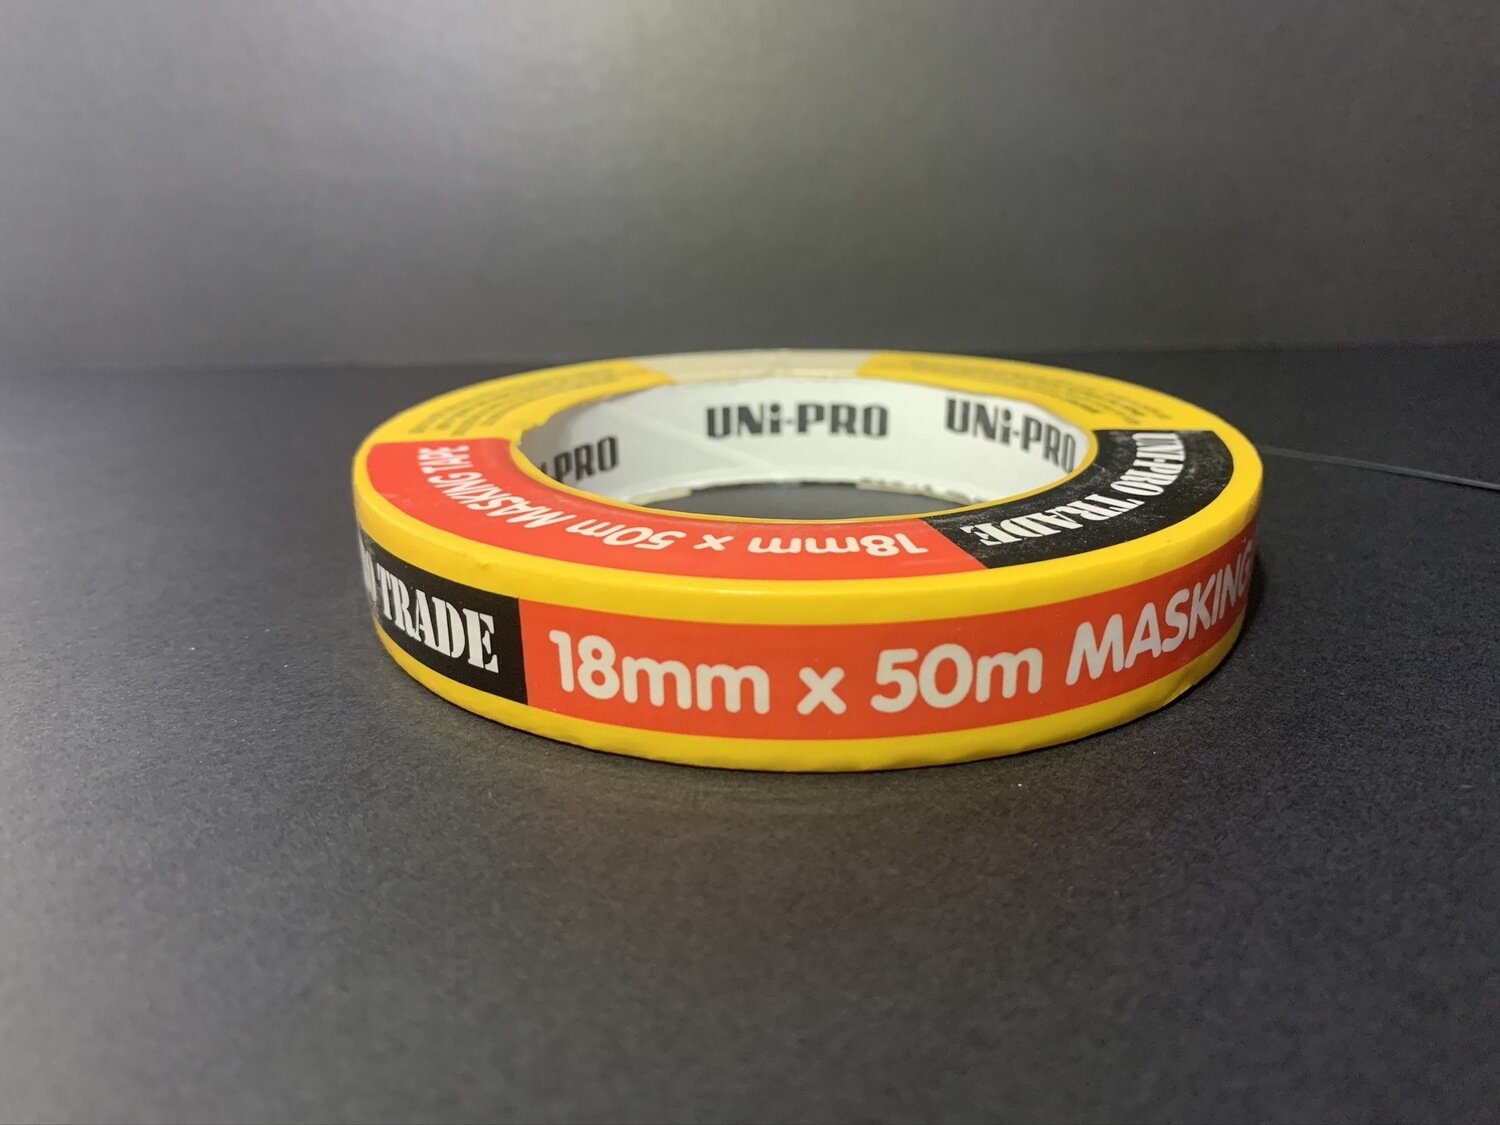 UNi-PRO
UNi-PRO
PRO
UNI-PRO TRADE
18mm x 50m MASKING TAPE
TRADE
18mm x 50m MASKING